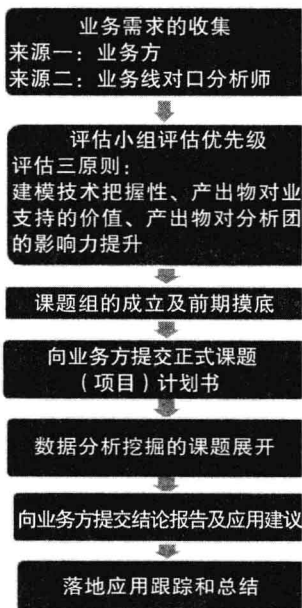 业务需求的收集
来源一：业务方
来源二：业务线对口分析师
评估小组评估优先级
评估三原则：
建模技术把握性、产出物对业
支持的价值、产出物对分析团
的影响力提升
课题组的成立及前期摸底
向业务方提交正式课题
（项目）计划书
数据分析挖掘的课题展开
向业务方提交结论报告及应用建议
落地应用跟踪和总结